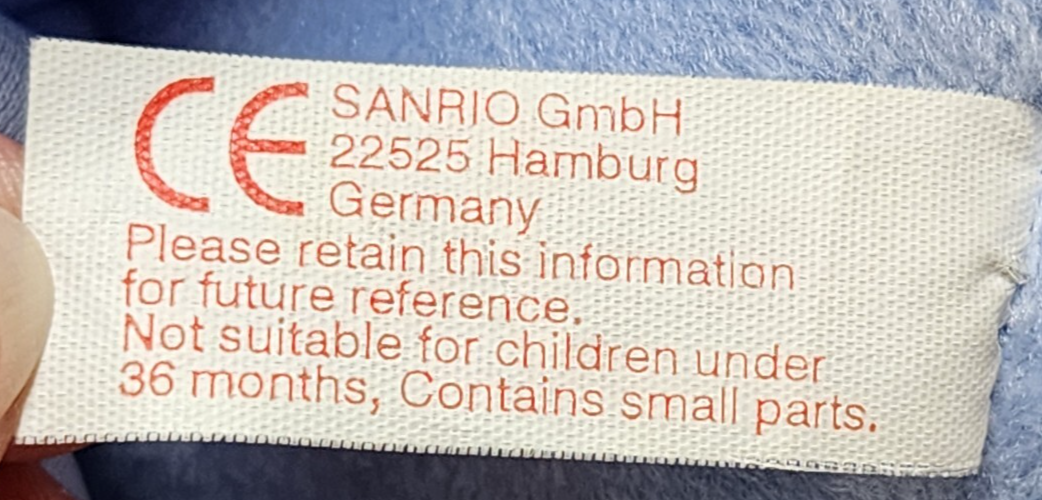 CE SANRIO GmbH
22525 Hamburg
Germany
Please retain this information
for future reference.
Not suitable for children under
36 months, Contains small parts.